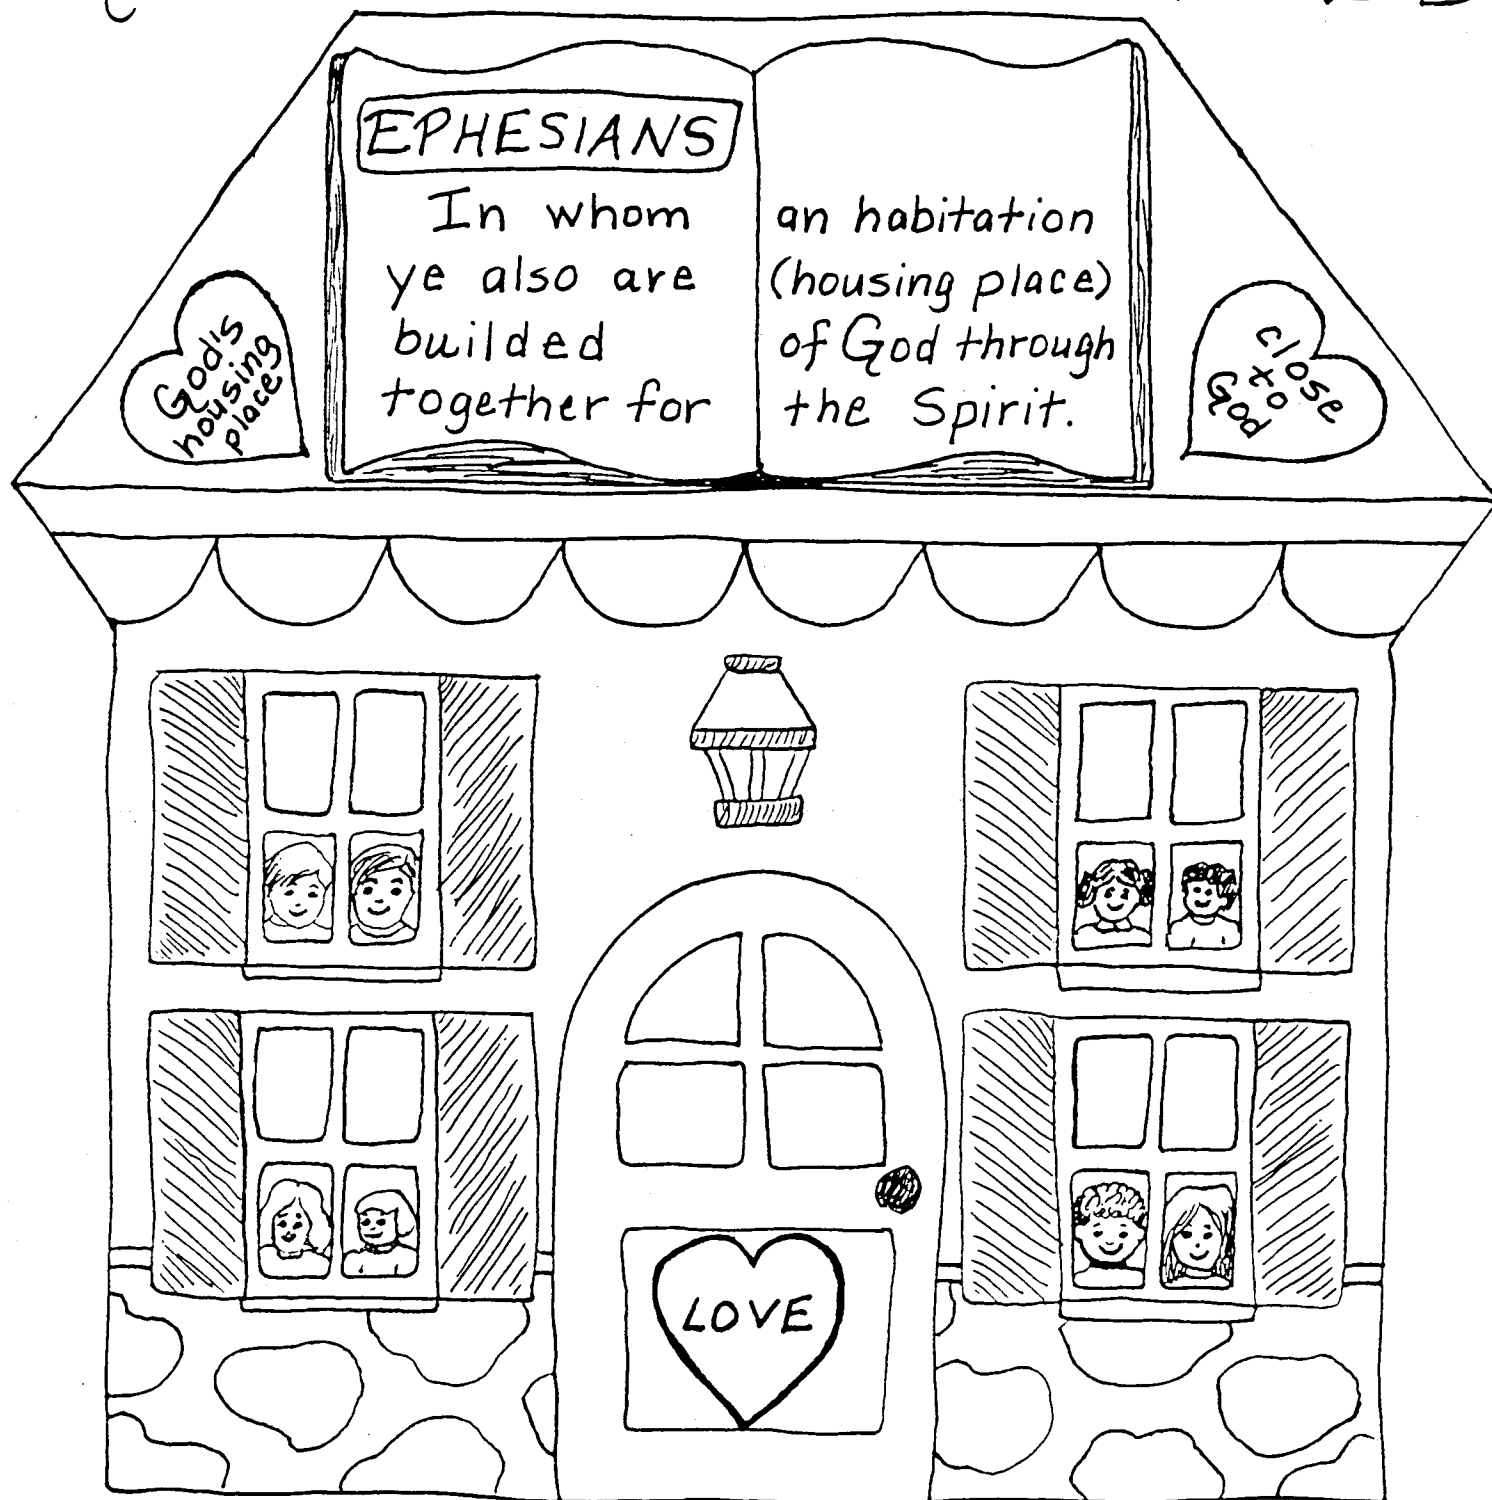 EPHESIANS
In whom
ye also are
builded
together for
an habitation
(housing place)
of God through
the Spirit.
God's
housing
place
close
to
God
LOVE